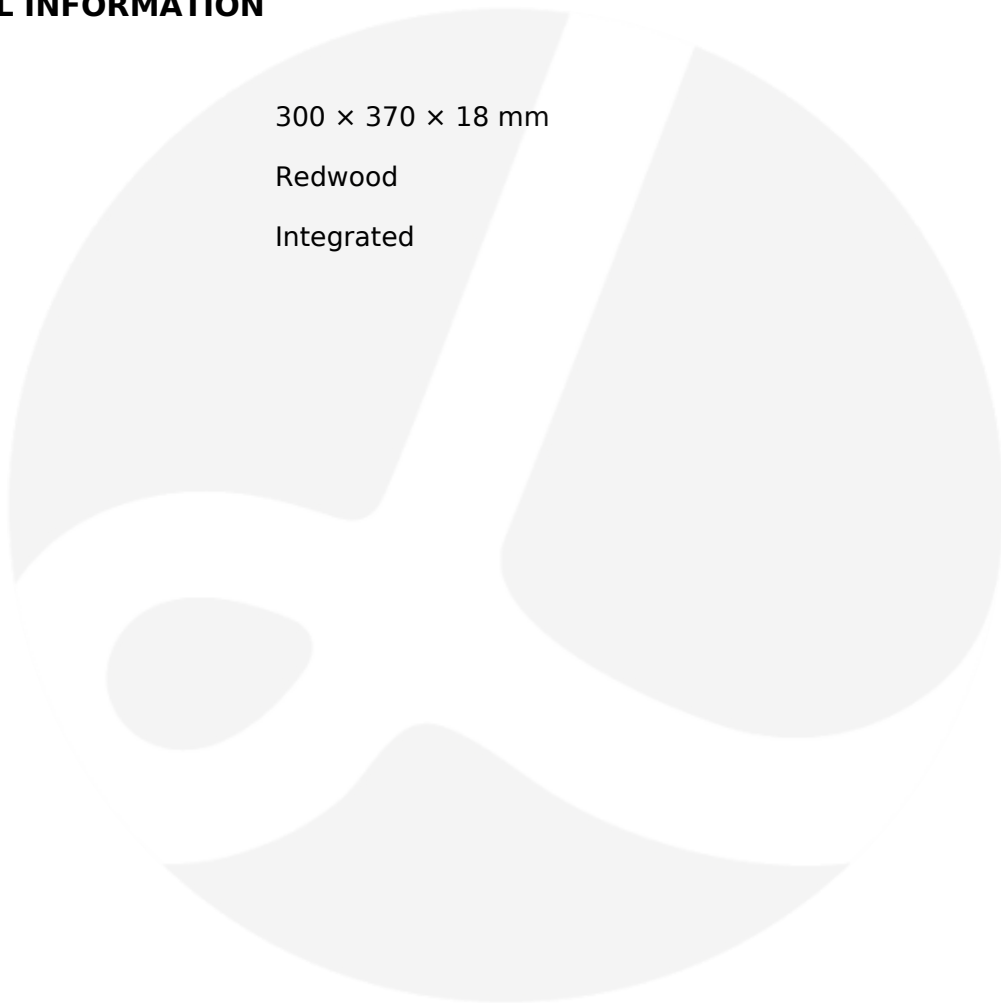 L INFORMATION
300 × 370 × 18 mm
Redwood
Integrated